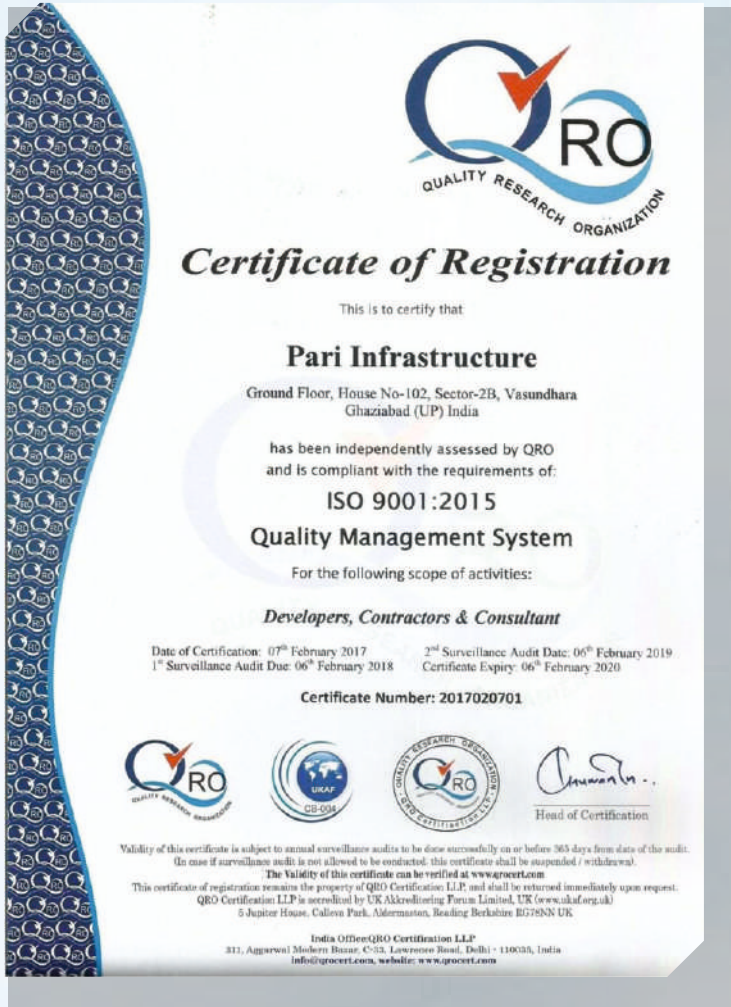 QRO
QUALITY RESEARCH ORGANIZATION
Certificate of Registration
This is to certify that
Pari Infrastructure
Ground Floor, House No-102, Sector-2B, Vasundhara
Ghaziabad (UP) India
has been independently assessed by QRO
and is compliant with the requirements of:
ISO 9001:2015
Quality Management System
For the following scope of activities:
Developers, Contractors & Consultant
Date of Certification: 07th February 2017 2nd Surveillance Audit Date: 06th February 2019
1st Surveillance Audit Due: 06th February 2018 Certificate Expiry: 06th February 2020
Certificate Number: 2017020701
QRO
QUALITY RESEARCH ORGANIZATION
UKAF
CB-004
QUALITY RESEARCH ORGANIZATION
QRO
QRO Certification LLP
Head of Certification
Validity of this certificate is subject to annual surveillance audits to be done successfully on or before 365 days from date of the audit.
(In case if surveillance audit is not allowed to be conducted, this certificate shall be suspended / withdrawn).
The Validity of this certificate can be verified at www.qrocert.com
This certificate of registration remains the property of QRO Certification LLP, and shall be returned immediately upon request.
QRO Certification LLP is accredited by UK Akkreditering Forum Limited, UK (www.ukaf.org.uk)
5 Jupiter House, Calleva Park, Aldermaston, Reading Berkshire RG78NN UK
India Office:QRO Certification LLP
311, Aggarwal Modern Bazar, C-33, Lawrence Road, Delhi - 110035, India
info@qrocert.com, website: www.qrocert.com